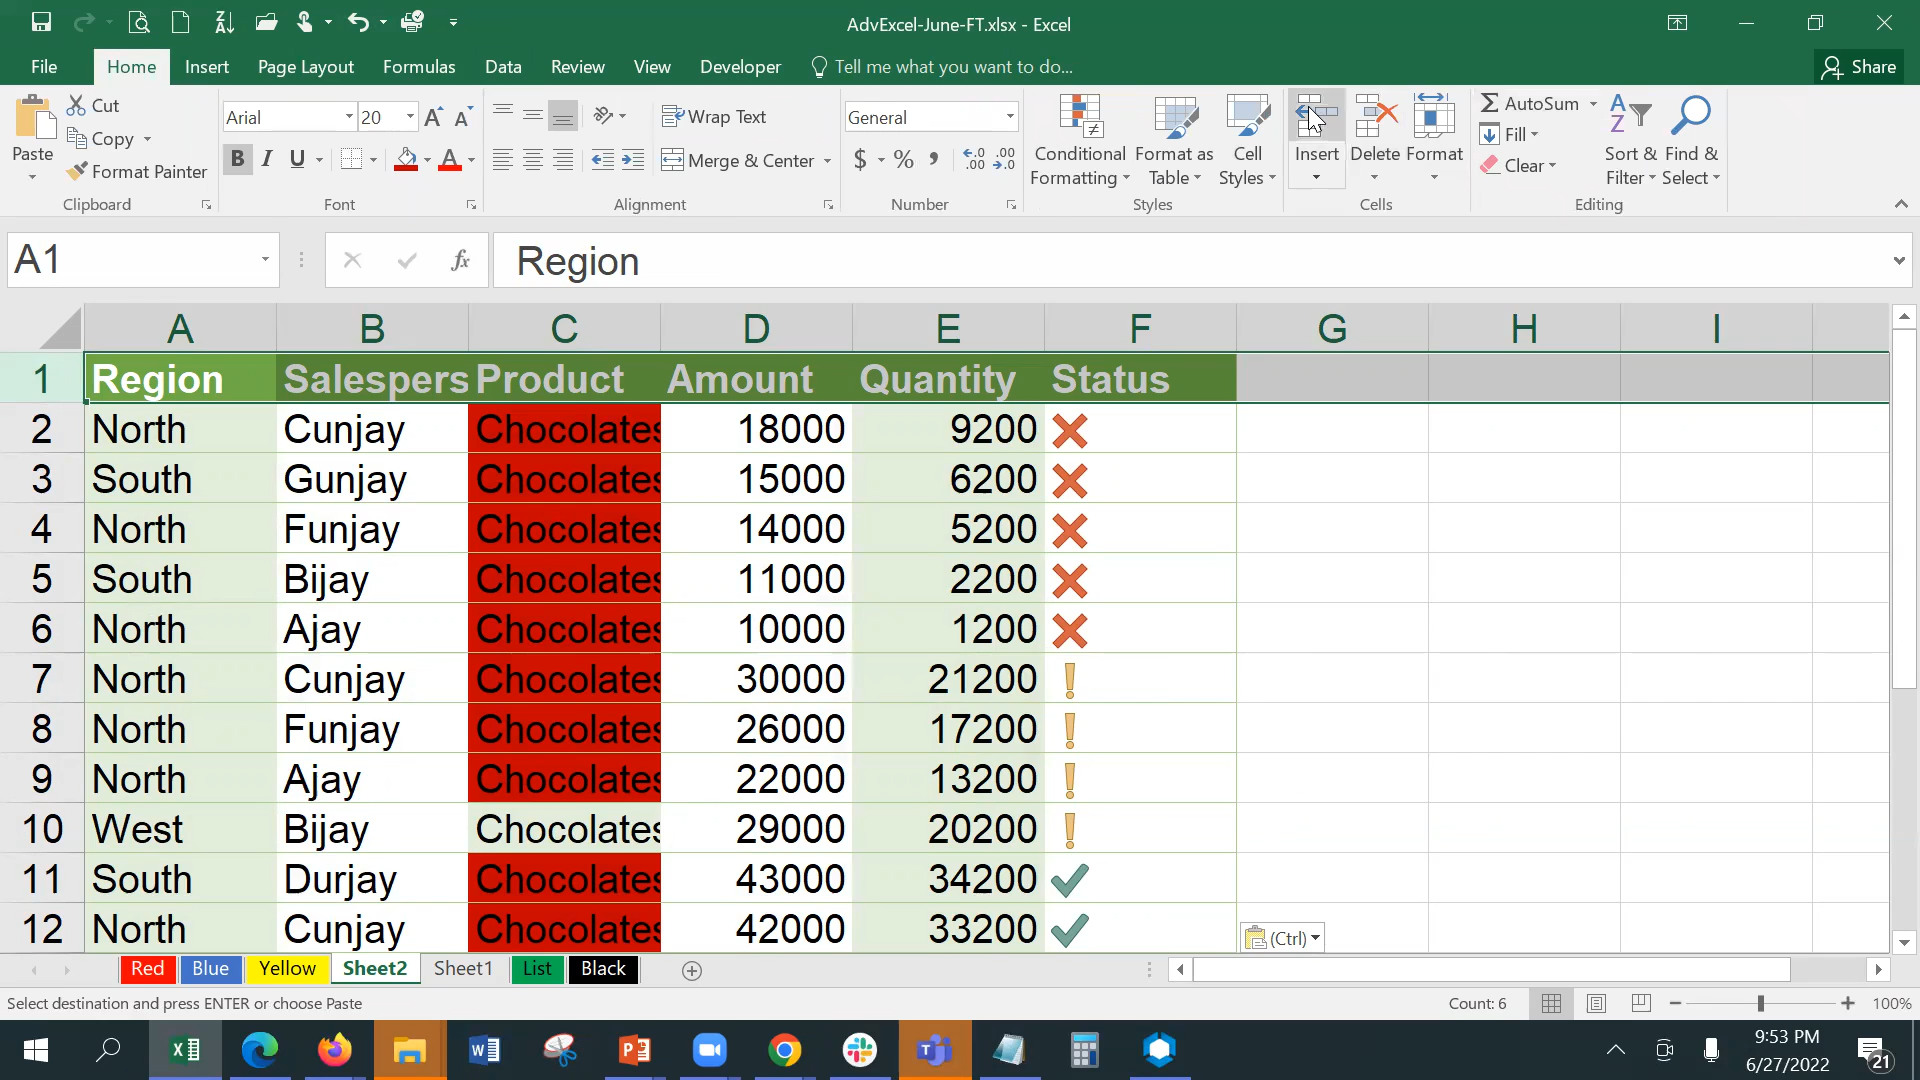 AdvExcel-June-FT.xlsx - Excel
File Home Insert Page Layout Formulas Data Review View Developer Tell me what you want to do... Share
Paste
Cut
Copy
Format Painter
Clipboard
Arial 20
B I U A
Font
Wrap Text
Merge & Center
Alignment
General
$ %
Number
Conditional Formatting
Format as Table
Cell Styles
Styles
Insert Delete Format
Cells
AutoSum
Fill
Clear
Sort & Filter
Find & Select
Editing
A1 fx Region
A B C D E F G H I
1 Region Salespers Product Amount Quantity Status
2 North Cunjay Chocolates 18000 9200
3 South Gunjay Chocolates 15000 6200
4 North Funjay Chocolates 14000 5200
5 South Bijay Chocolates 11000 2200
6 North Ajay Chocolates 10000 1200
7 North Cunjay Chocolates 30000 21200
8 North Funjay Chocolates 26000 17200
9 North Ajay Chocolates 22000 13200
10 West Bijay Chocolates 29000 20200
11 South Durjay Chocolates 43000 34200
12 North Cunjay Chocolates 42000 33200
(Ctrl)
Red Blue Yellow Sheet2 Sheet1 List Black
Select destination and press ENTER or choose Paste Count: 6 100%
9:53 PM
6/27/2022
21